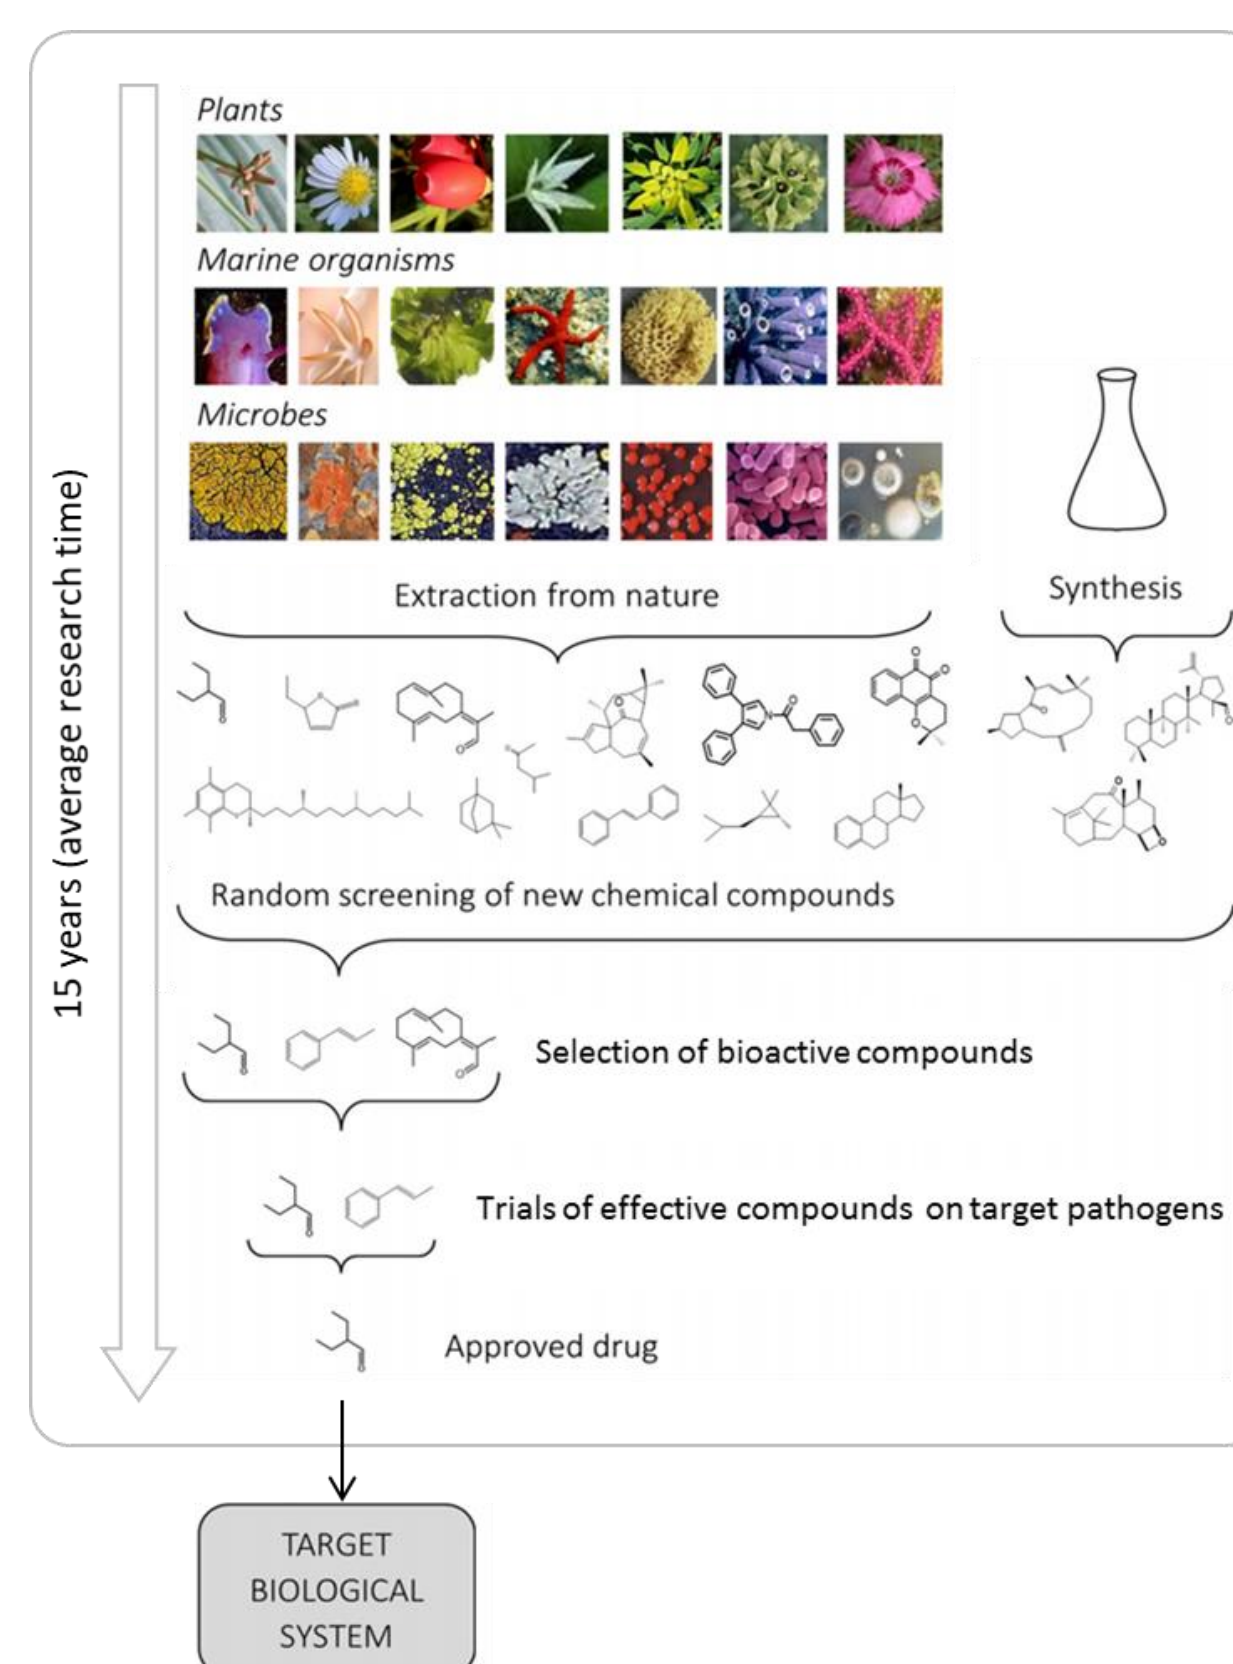 Plants
Marine organisms
Microbes
15 years (average research time)
Extraction from nature
Synthesis
Random screening of new chemical compounds
Selection of bioactive compounds
Trials of effective compounds on target pathogens
Approved drug
TARGET
BIOLOGICAL
SYSTEM